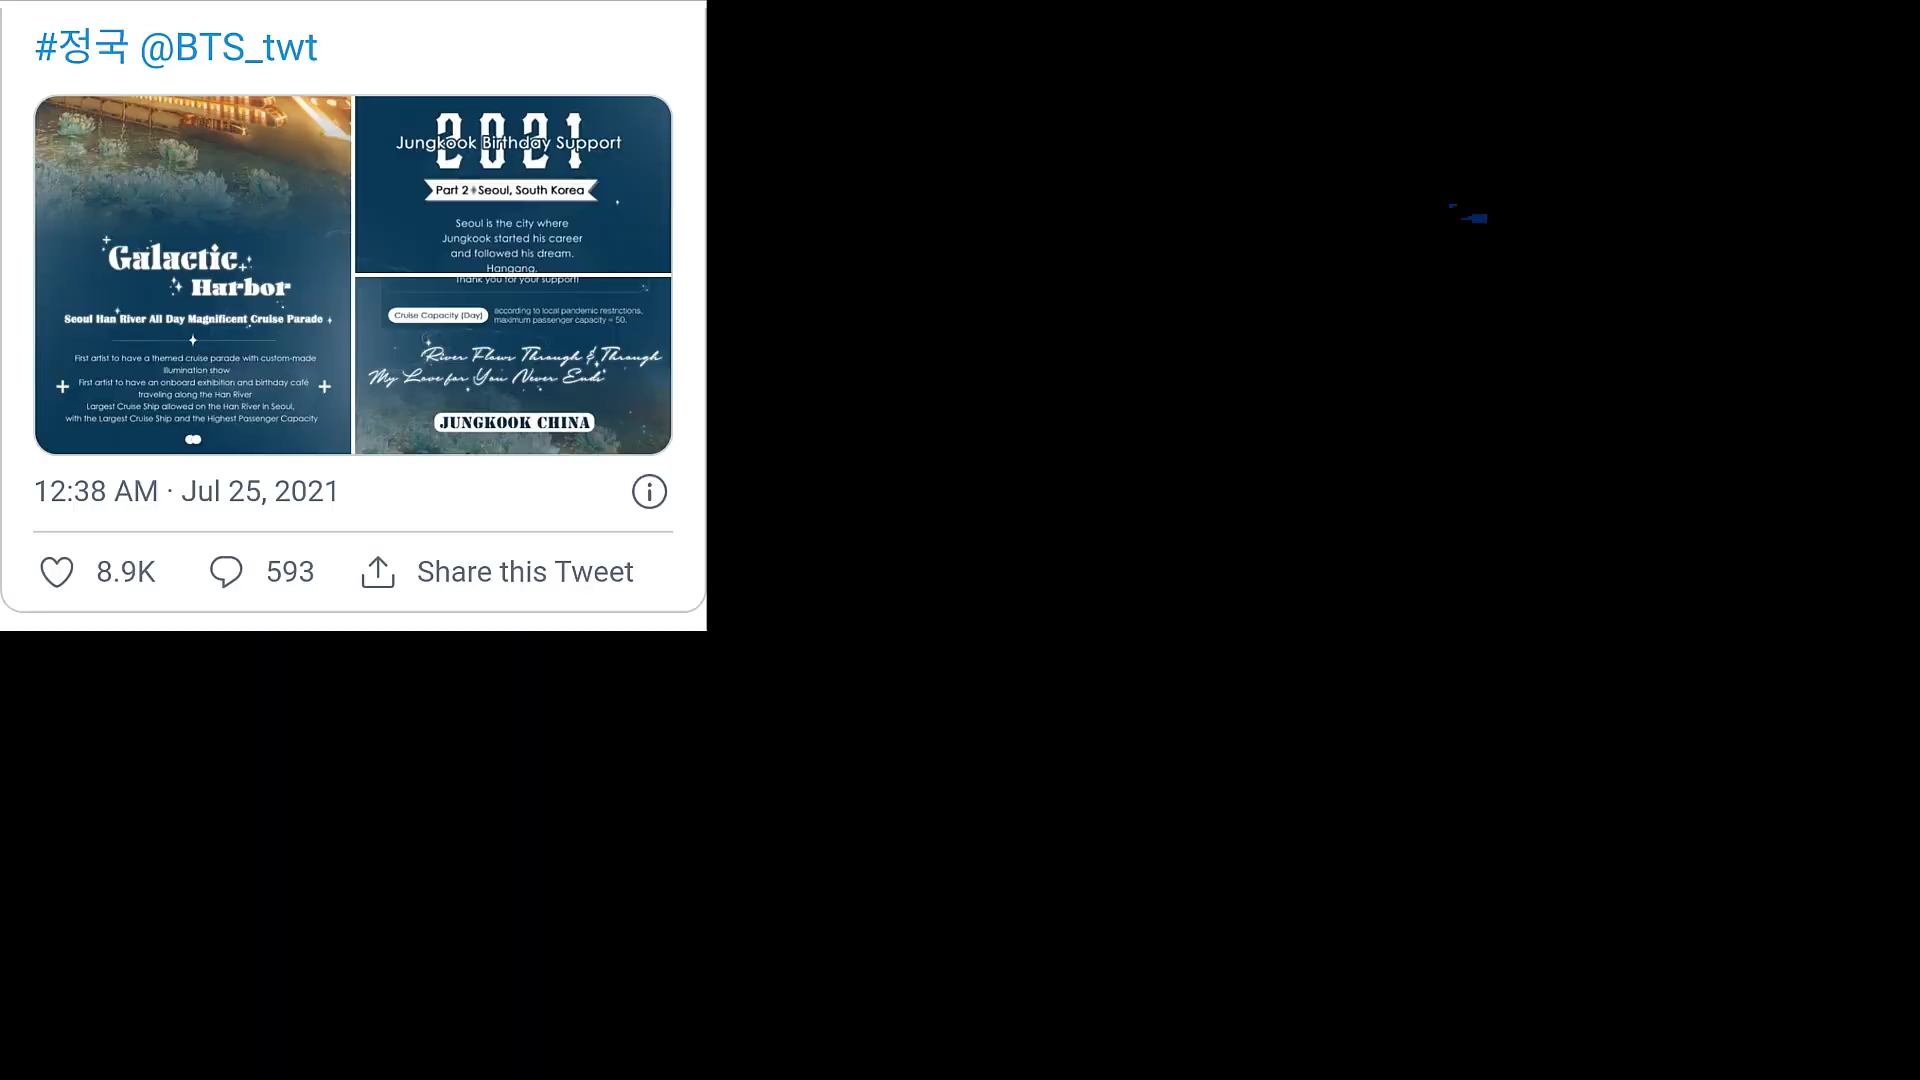 #정국 @BTS_twt
Galactic
Harbor
Seoul Han River All Day Magnificent Cruise Parade
First artist to have a themed cruise parade with custom-made
illumination show
First artist to have an onboard exhibition and birthday café
traveling along the Han River
Largest Cruise Ship allowed on the Han River in Seoul,
with the Largest Cruise Ship and the Highest Passenger Capacity
2021
Jungkook Birthday Support
Part 2 Seoul, South Korea
Seoul is the city where
Jungkook started his career
and followed his dream.
Hangang,
Thank you for your support!
Cruise Capacity (Day)
according to local pandemic restrictions,
maximum passenger capacity = 50.
River Flows Through & Through
My Love for You Never Ends
JUNGKOOK CHINA
12:38 AM · Jul 25, 2021
8.9K 593 Share this Tweet